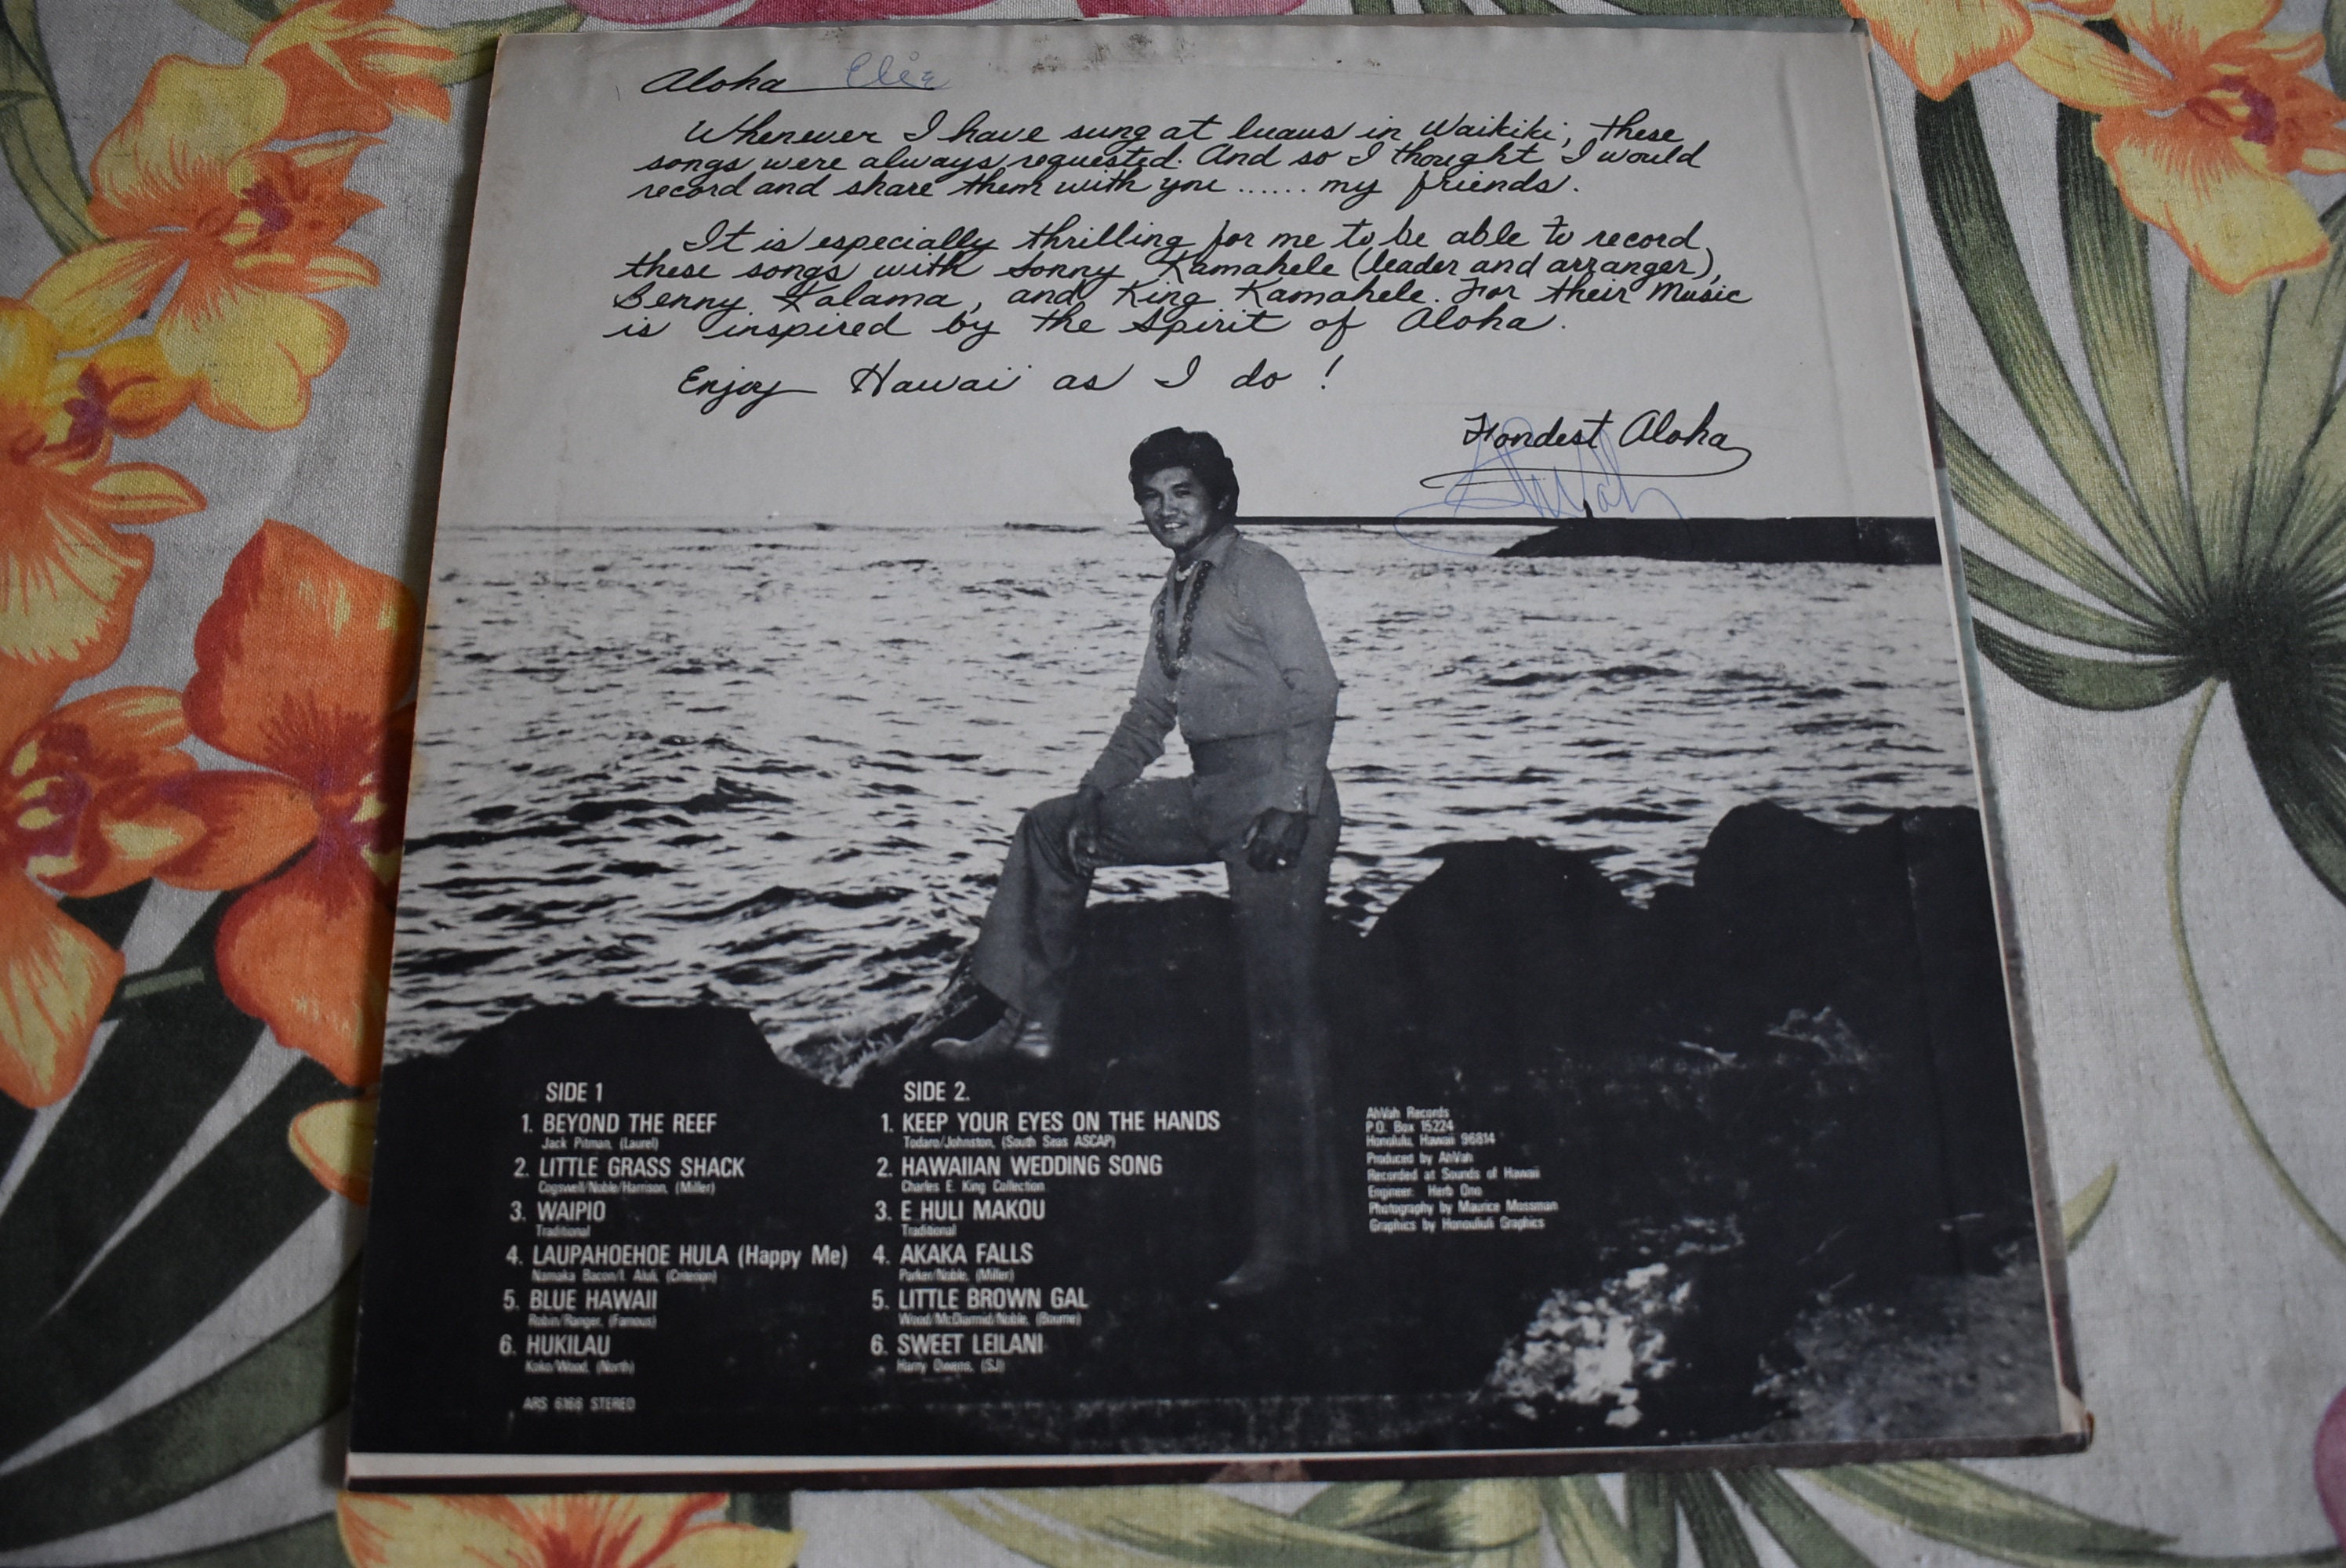 Aloha
Whenever I have sung at luaus in Waikiki, these
songs were always requested. And so I thought I would
record and share them with you ...... my friends.
It is especially thrilling for me to be able to record
these songs with Sonny Kamahele (leader and arranger),
Benny Kalama, and King Kamahele. For their Music
is inspired by the Spirit of Aloha.
Enjoy Hawaii as I do!
Fondest Aloha
AhVah
SIDE 1
1. BEYOND THE REEF
Jack Pitman, (Laurel)
2. LITTLE GRASS SHACK
Cogswell/Noble/Harrison, (Miller)
3. WAIPIO
Traditional
4. LAUPAHOEHOE HULA (Happy Me)
Namaka Bacon/I. Aluli, (Criterion)
5. BLUE HAWAII
Robin/Ranger, (Famous)
6. HUKILAU
Koko/Wood, (North)
ARS 6166 STEREO
SIDE 2.
1. KEEP YOUR EYES ON THE HANDS
Todaro/Johnston, (South Seas ASCAP)
2. HAWAIIAN WEDDING SONG
Charles E. King Collection
3. E HULI MAKOU
Traditional
4. AKAKA FALLS
Parker/Noble, (Miller)
5. LITTLE BROWN GAL
Wood/McDiarmid/Noble, (Bourne)
6. SWEET LEILANI
Harry Owens, (SJ)
AhVah Records
P.O. Box 15224
Honolulu, Hawaii 96814
Produced by AhVah
Recorded at Sounds of Hawaii
Engineer: Herb Ono
Photography by Maurice Mossman
Graphics by Honouliuli Graphics